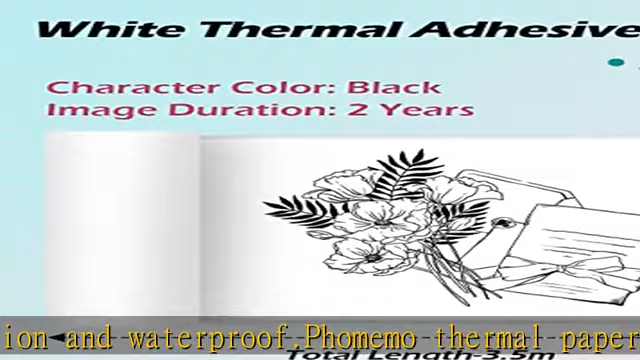 White Thermal Adhesive
Character Color: Black
Image Duration: 2 Years
ion and waterproof.Phomemo thermal paper
Total Length-3.5m